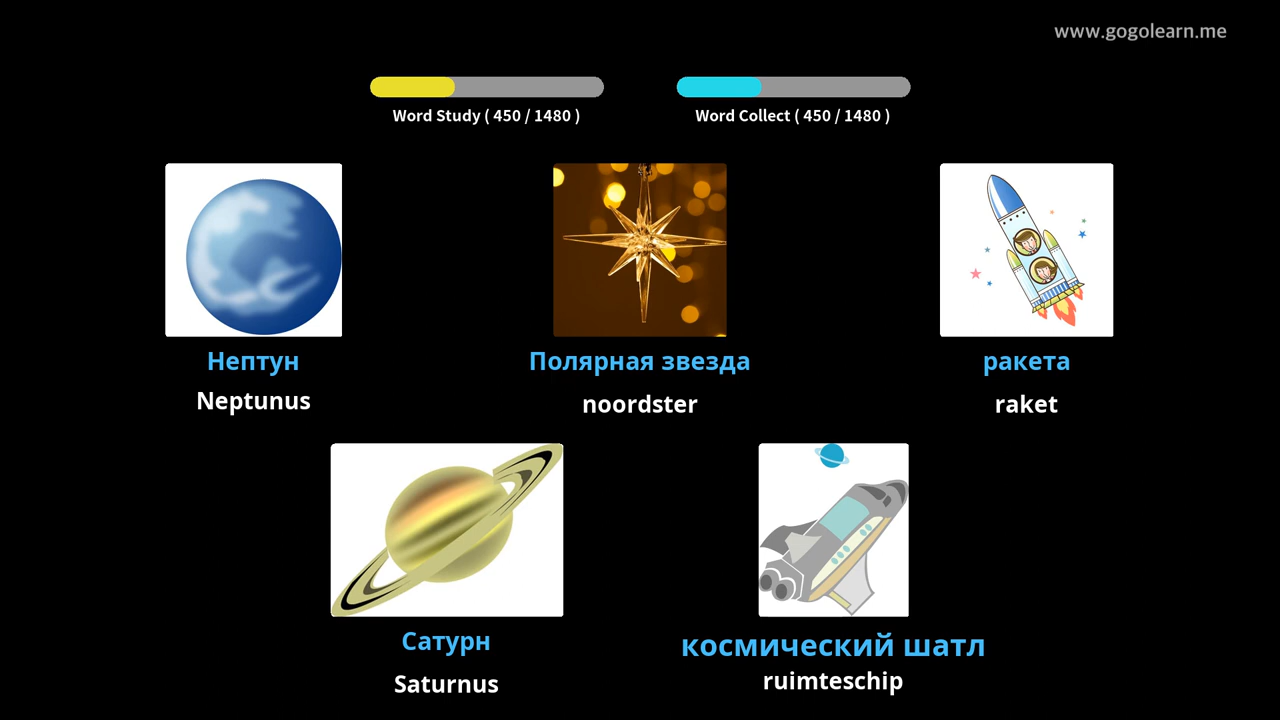 www.gogolearn.me
Word Study ( 450 / 1480 )
Word Collect ( 450 / 1480 )
Нептун
Neptunus
Полярная звезда
noordster
ракета
raket
Сатурн
Saturnus
космический шатл
ruimteschip